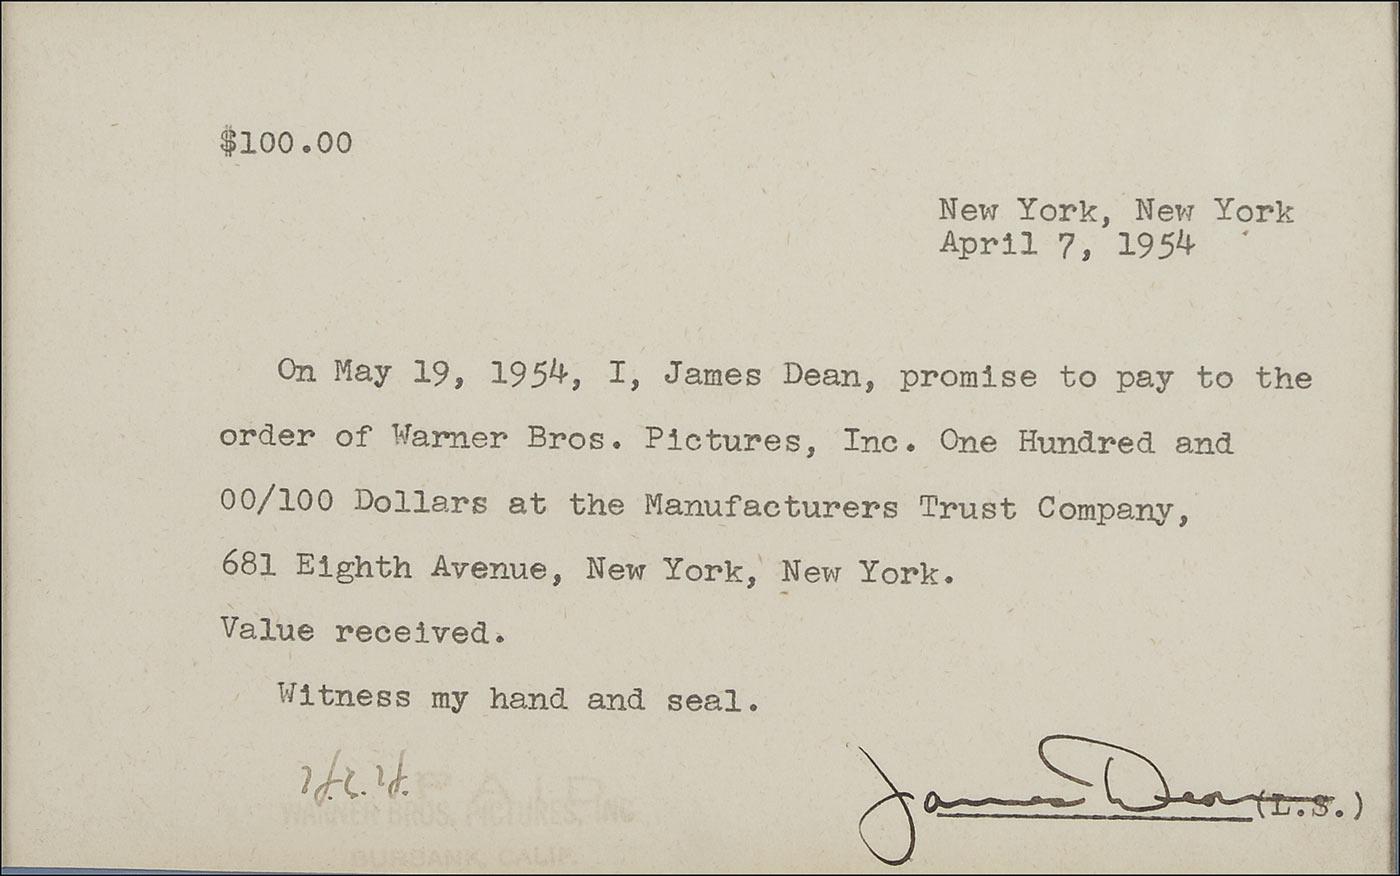 $100.00
New York, New York
April 7, 1954
On May 19, 1954, I, James Dean, promise to pay to the
order of Warner Bros. Pictures, Inc. One Hundred and
00/100 Dollars at the Manufacturers Trust Company,
681 Eighth Avenue, New York, New York.
Value received.
Witness my hand and seal.
James Dean (L.S.)
PAID
WARNER BROS. PICTURES, INC.
BURBANK, CALIF.